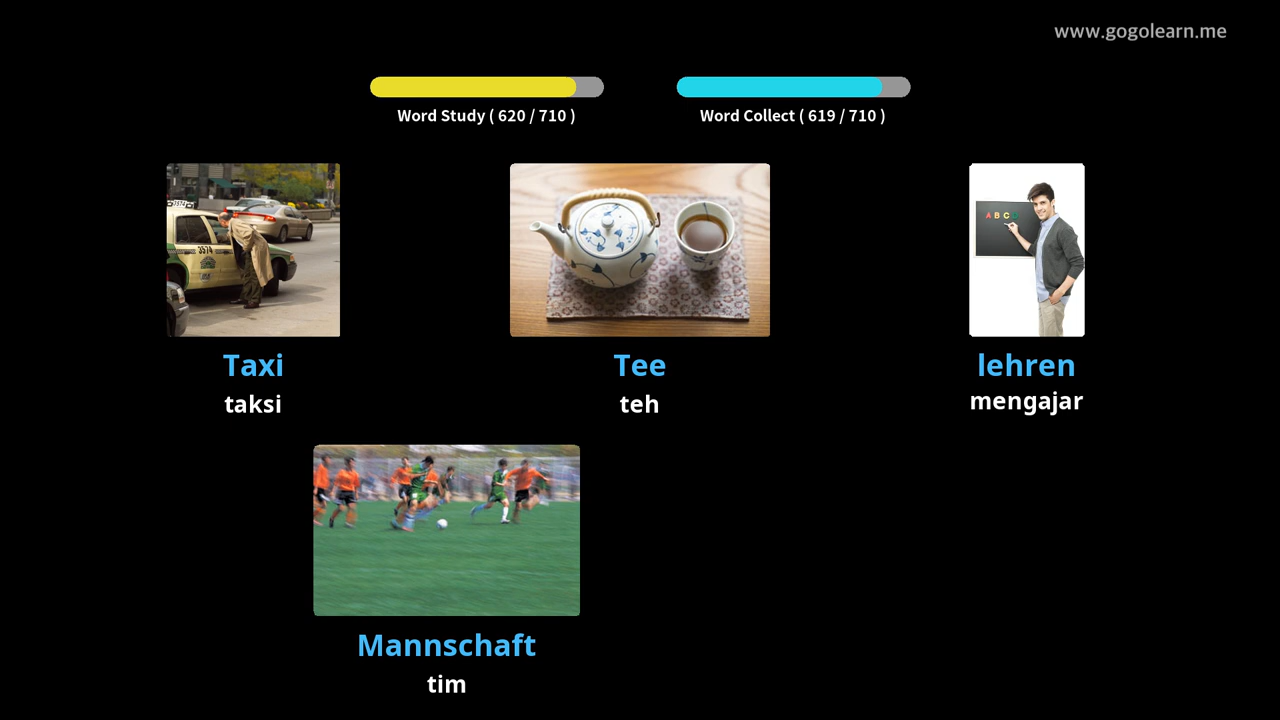 www.gogolearn.me
Word Study ( 620 / 710 )
Word Collect ( 619 / 710 )
3574
A B C D
Taxi
Tee
lehren
taksi
teh
mengajar
Mannschaft
tim